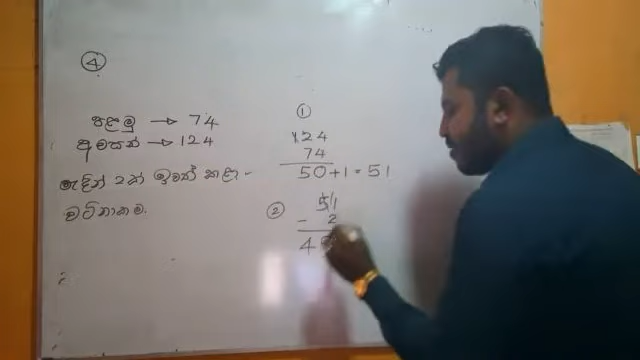 ④
පළමු → 74
අවසන් → 124
මැදින් 2ක් ඉවත් කළා -
වටිනාකම.
①
124
74
50+1 = 51
②
51
- 2
4